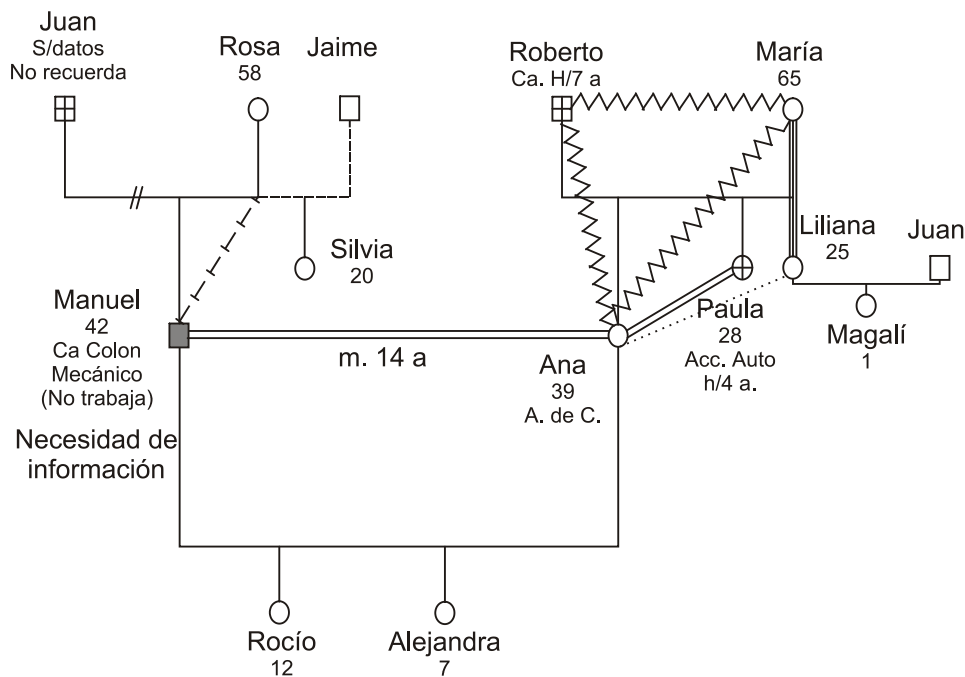 Juan
S/datos
No recuerda
Rosa
58
Jaime
Roberto
Ca. H/7 a
María
65
Silvia
20
Liliana
25
Juan
Manuel
42
Ca Colon
Mecánico
(No trabaja)
m. 14 a
Ana
39
A. de C.
Paula
28
Acc. Auto
h/4 a.
Magalí
1
Necesidad de
información
Rocío
12
Alejandra
7